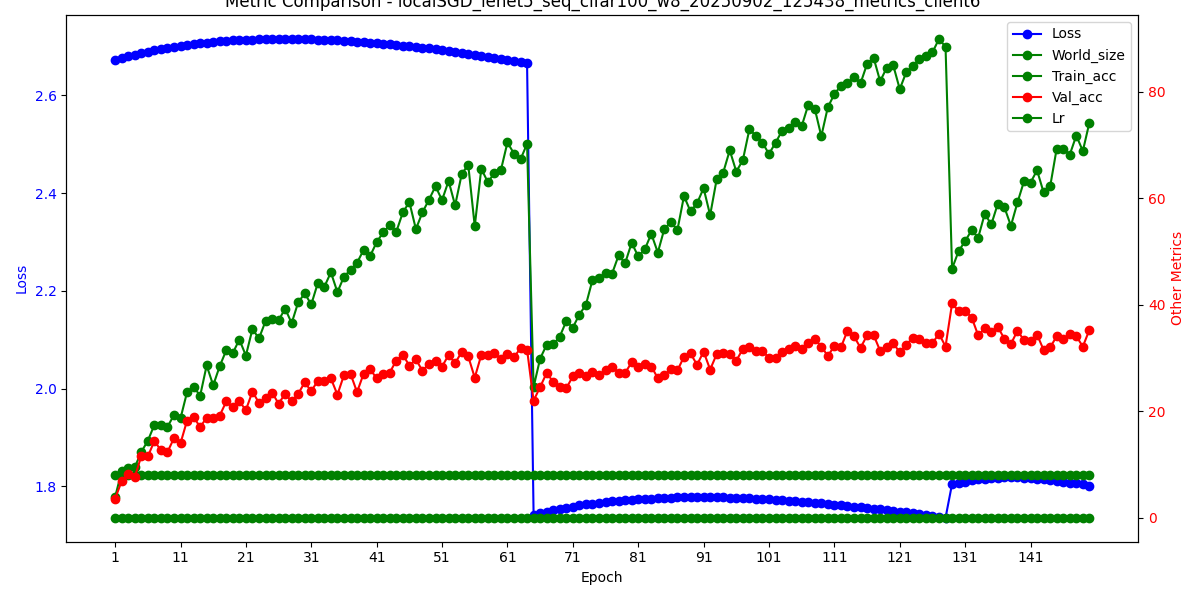 Metric Comparison - localSGD_lenet5_seq_cifar100_w8_20250902_125438_metrics_client6
Loss
World_size
Train_acc
Val_acc
Lr
2.6
2.4
2.2
2.0
1.8
Loss
80
60
40
20
0
Other Metrics
1 11 21 31 41 51 61 71 81 91 101 111 121 131 141
Epoch